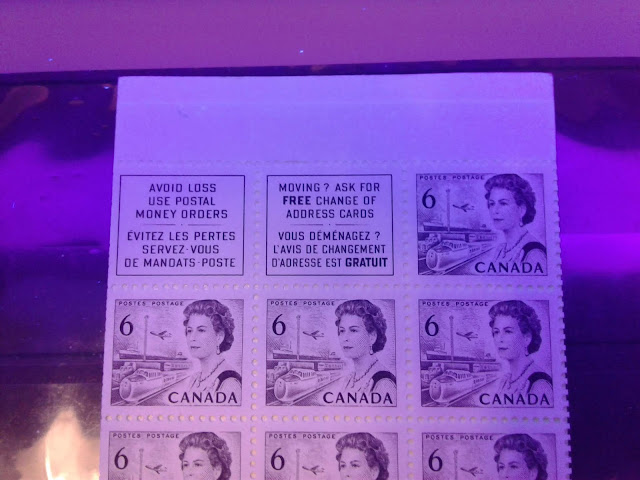 AVOID LOSS
USE POSTAL
MONEY ORDERS
ÉVITEZ LES PERTES
SERVEZ-VOUS
DE MANDATS-POSTE
MOVING? ASK FOR
FREE CHANGE OF
ADDRESS CARDS
VOUS DÉMÉNAGEZ?
L'AVIS DE CHANGEMENT
D'ADRESSE EST GRATUIT
POSTES POSTAGE
6
CANADA
POSTES POSTAGE
6
CANADA
POSTES POSTAGE
6
CANADA
POSTES POSTAGE
6
CANADA
POSTES POSTAGE
6
POSTES POSTAGE
6
POSTES POSTAGE
6